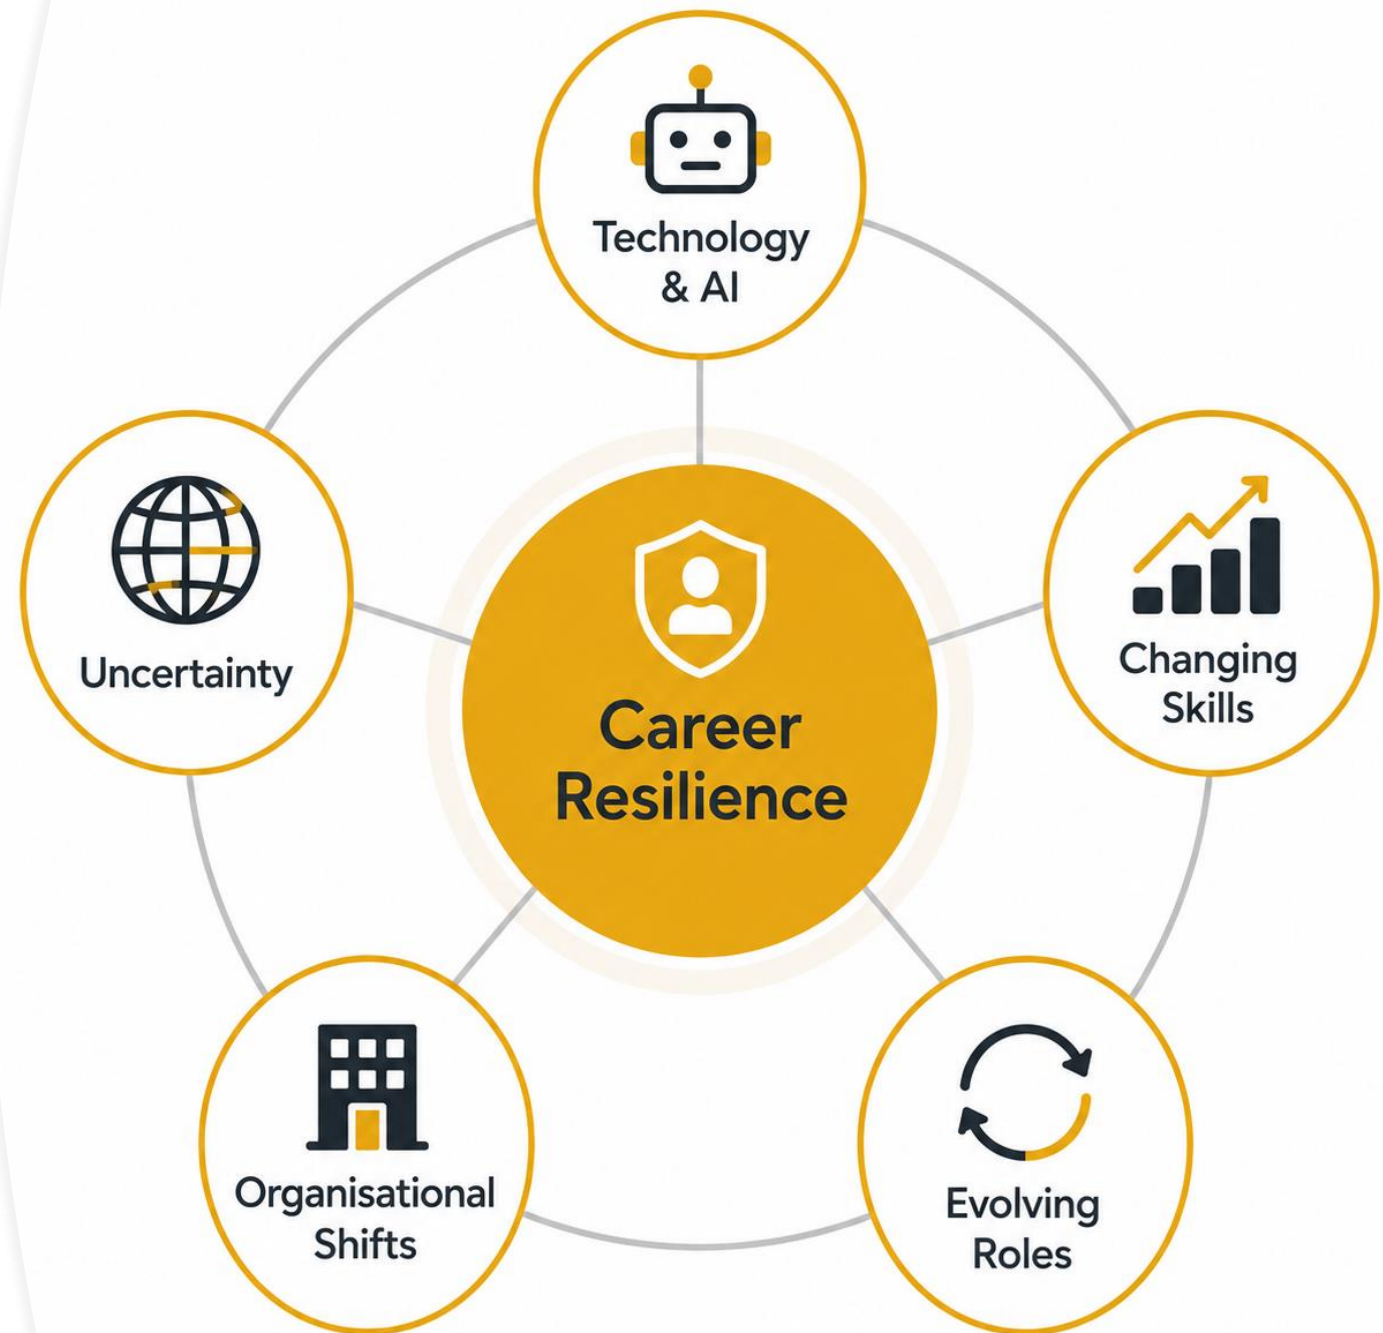 Technology
& AI
Uncertainty
Changing
Skills
Career
Resilience
Organisational
Shifts
Evolving
Roles